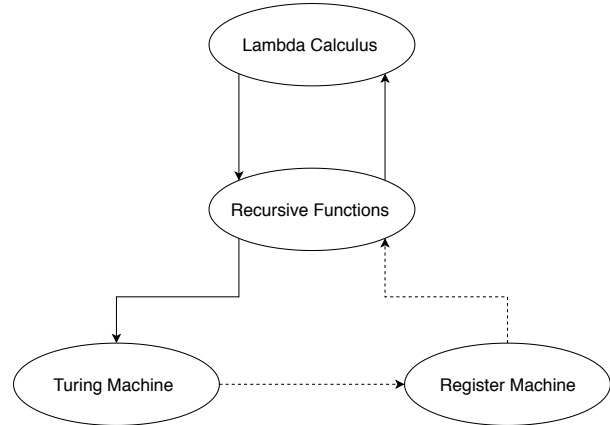 Lambda Calculus
Recursive Functions
Turing Machine
Register Machine